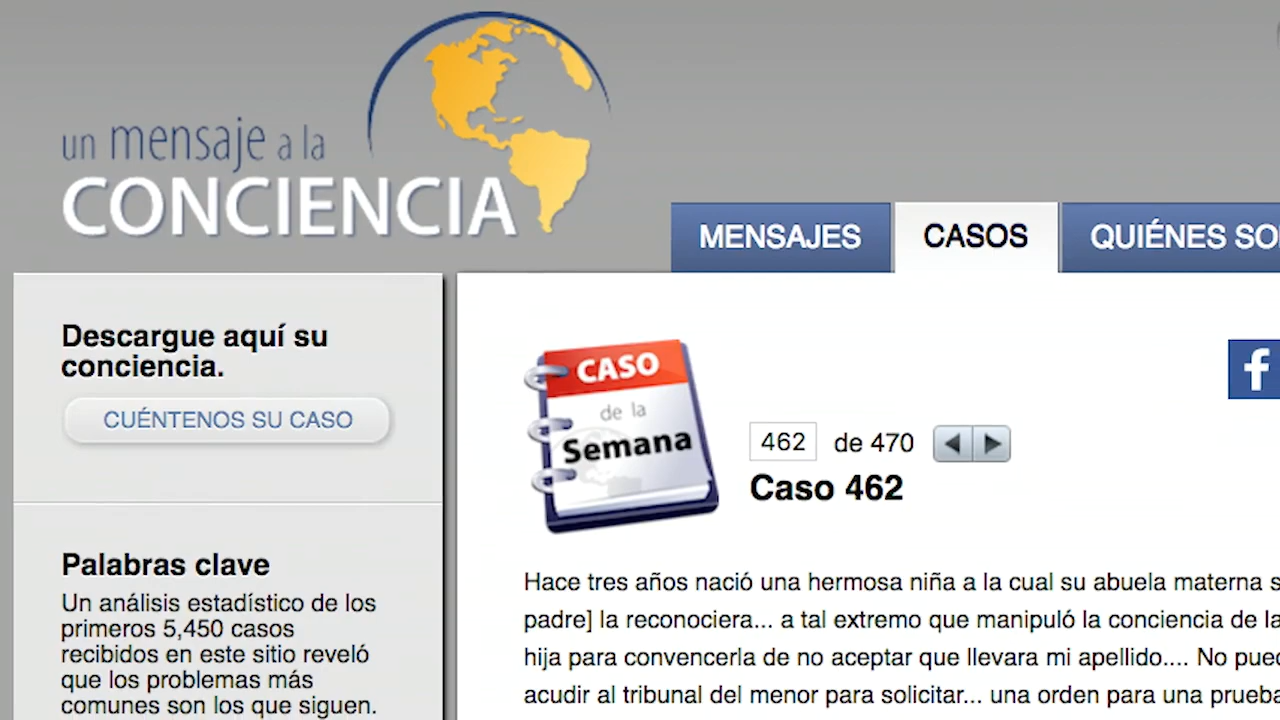 un mensaje a la
CONCIENCIA
MENSAJES
CASOS
QUIÉNES
Descargue aquí su
conciencia.
CUÉNTENOS SU CASO
Palabras clave
Un análisis estadístico de los
primeros 5,450 casos
recibidos en este sitio reveló
que los problemas más
comunes son los que siguen.
CASO
de la
Semana
462 de 470
Caso 462
Hace tres años nació una hermosa niña a la cual su abuela materna
padre] la reconociera... a tal extremo que manipuló la conciencia de
hija para convencerla de no aceptar que llevara mi apellido.... No
acudir al tribunal del menor para solicitar... una orden para una